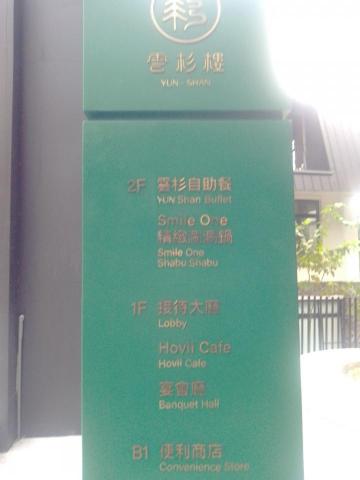 雲杉樓
YUN · SHAN
2F 雲杉自助餐
YUN Shan Buffet
Smile One
精緻涮涮鍋
Smile One
Shabu Shabu
1F 接待大廳
Lobby
Hovii Cafe
Hovii Cafe
宴會廳
Banquet Hall
B1 便利商店
Convenience Store